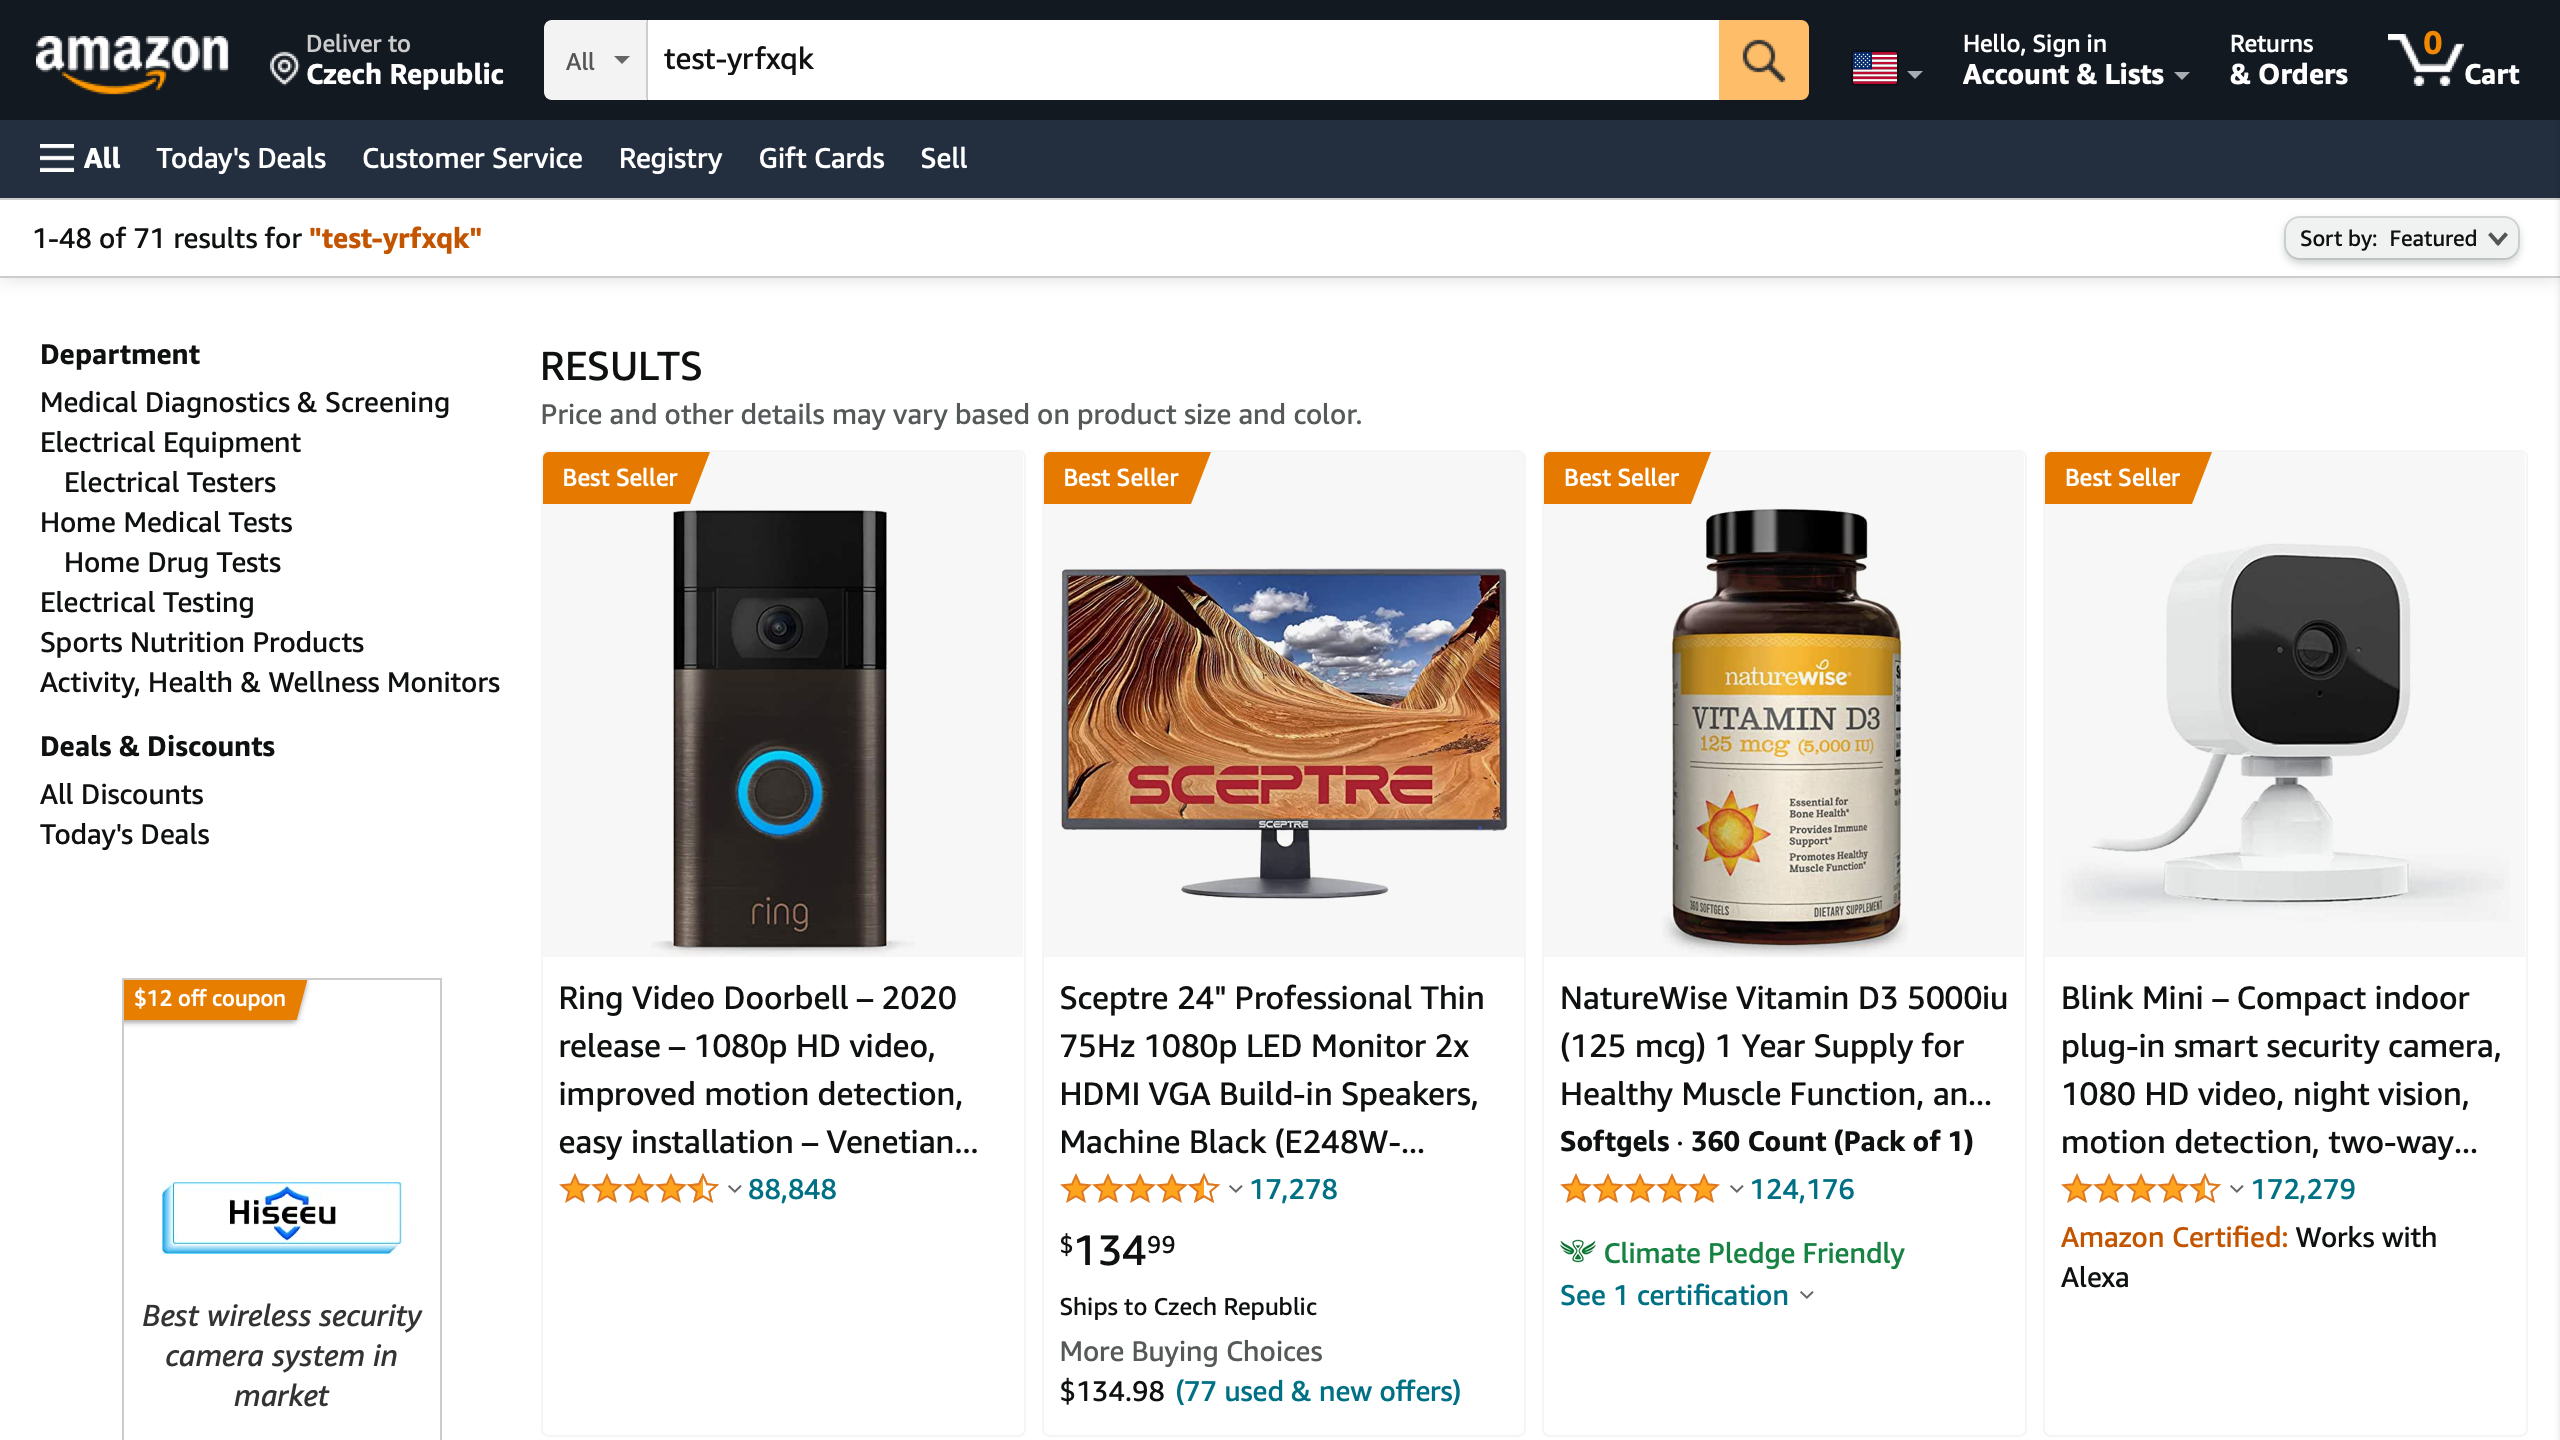 amazon
Deliver to
Czech Republic
All
test-yrfxqk
Hello, Sign in
Account & Lists
Returns
& Orders
0
Cart
All
Today's Deals
Customer Service
Registry
Gift Cards
Sell
1-48 of 71 results for "test-yrfxqk"
Sort by: Featured
Department
Medical Diagnostics & Screening
Electrical Equipment
Electrical Testers
Home Medical Tests
Home Drug Tests
Electrical Testing
Sports Nutrition Products
Activity, Health & Wellness Monitors
Deals & Discounts
All Discounts
Today's Deals
$12 off coupon
Hiseeu
Best wireless security
camera system in
market
RESULTS
Price and other details may vary based on product size and color.
Best Seller
ring
Ring Video Doorbell – 2020
release – 1080p HD video,
improved motion detection,
easy installation – Venetian...
88,848
Best Seller
SCEPTRE
SCEPTRE
Sceptre 24" Professional Thin
75Hz 1080p LED Monitor 2x
HDMI VGA Build-in Speakers,
Machine Black (E248W-...
17,278
$134.99
Ships to Czech Republic
More Buying Choices
$134.98 (77 used & new offers)
Best Seller
naturewise
VITAMIN D3
125 mcg (5,000 IU)
Essential for
Bone Health*
Provides Immune
Support*
Promotes Healthy
Muscle Function*
360 SOFTGELS
DIETARY SUPPLEMENT
NatureWise Vitamin D3 5000iu
(125 mcg) 1 Year Supply for
Healthy Muscle Function, an...
Softgels · 360 Count (Pack of 1)
124,176
Climate Pledge Friendly
See 1 certification
Best Seller
Blink Mini – Compact indoor
plug-in smart security camera,
1080 HD video, night vision,
motion detection, two-way...
172,279
Amazon Certified: Works with
Alexa